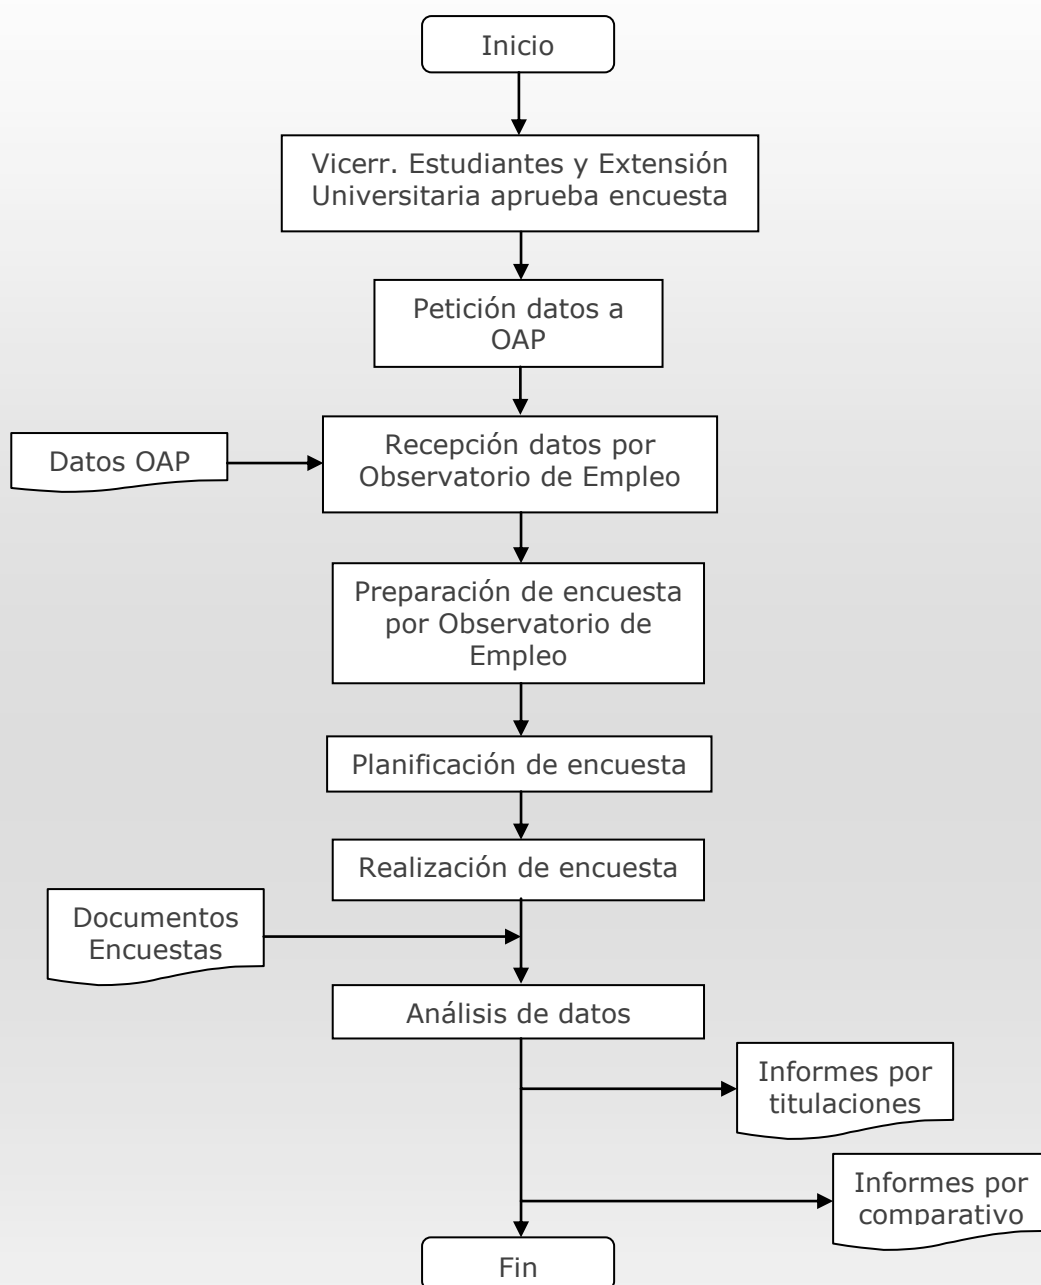 Inicio
Vicerr. Estudiantes y Extensión
Universitaria aprueba encuesta
Petición datos a
OAP
Datos OAP
Recepción datos por
Observatorio de Empleo
Preparación de encuesta
por Observatorio de
Empleo
Planificación de encuesta
Realización de encuesta
Documentos
Encuestas
Análisis de datos
Informes por
titulaciones
Informes por
comparativo
Fin